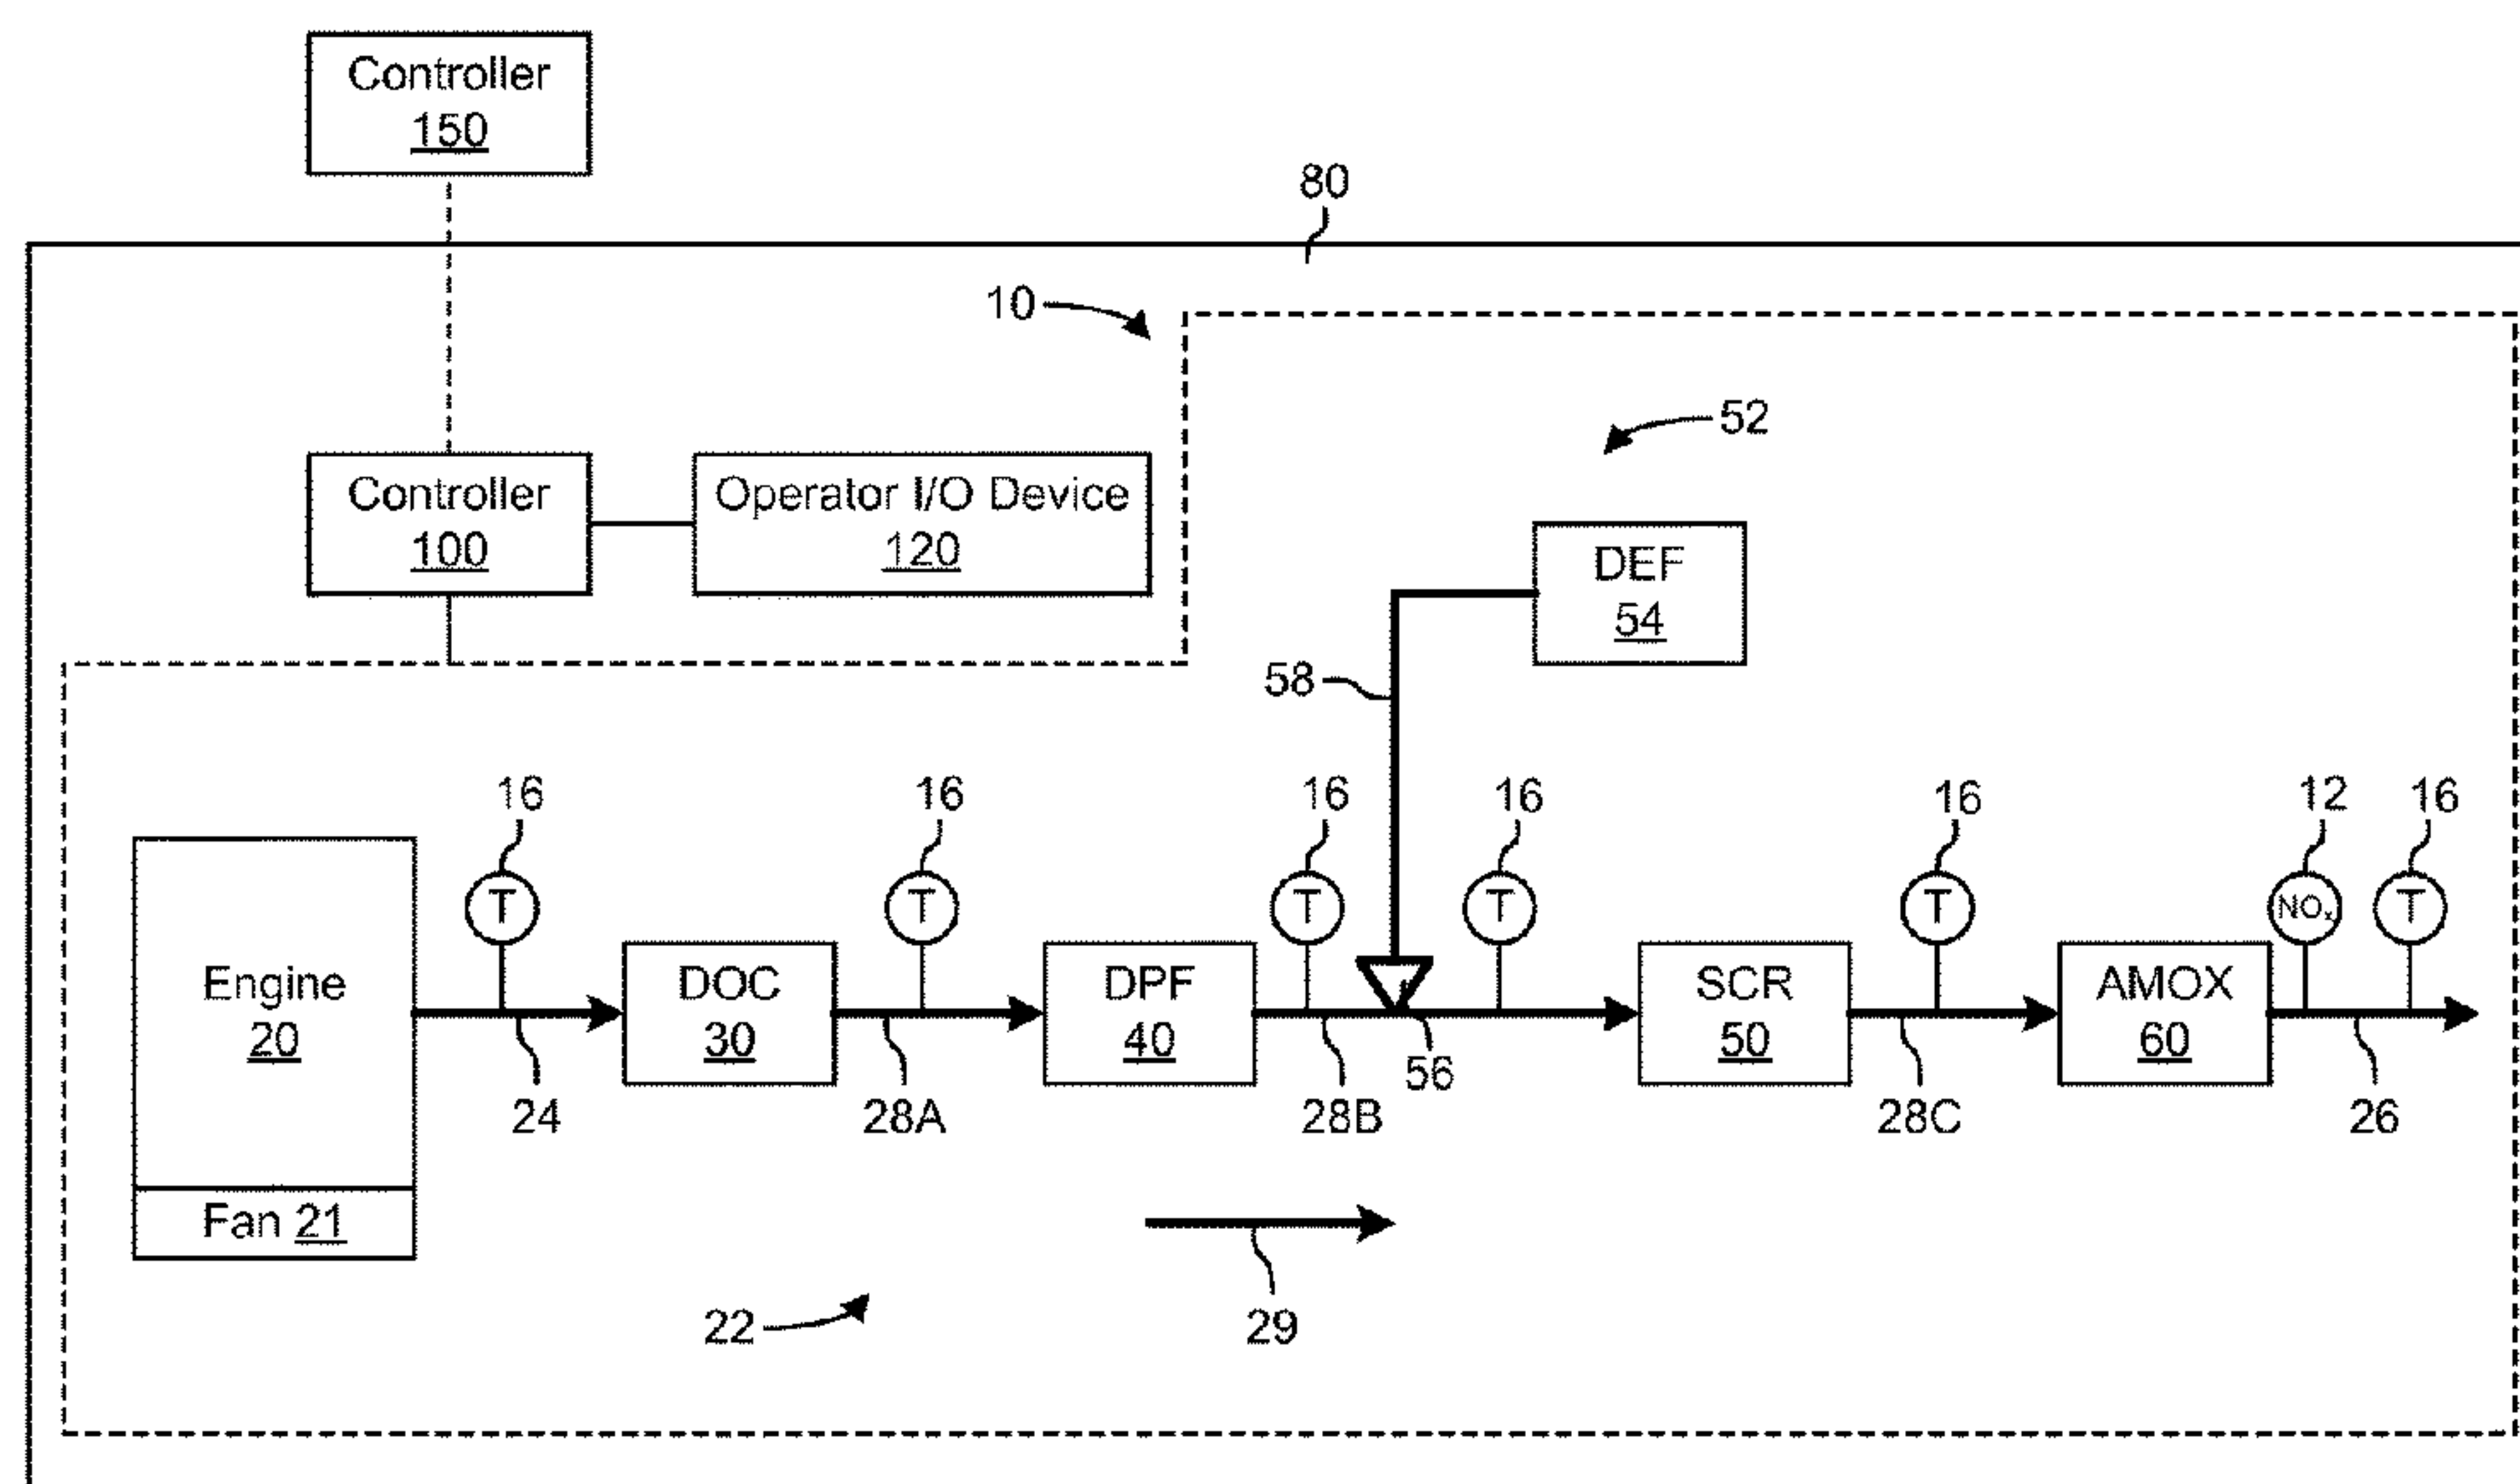 Controller
150
80
10
52
Controller
100
Operator I/O Device
120
DEF
54
58
16
16
16
16
16
12
16
T
T
T
T
T
NOx
T
Engine
20
DOC
30
DPF
40
SCR
50
AMOX
60
56
24
28A
28B
28C
26
Fan 21
22
29